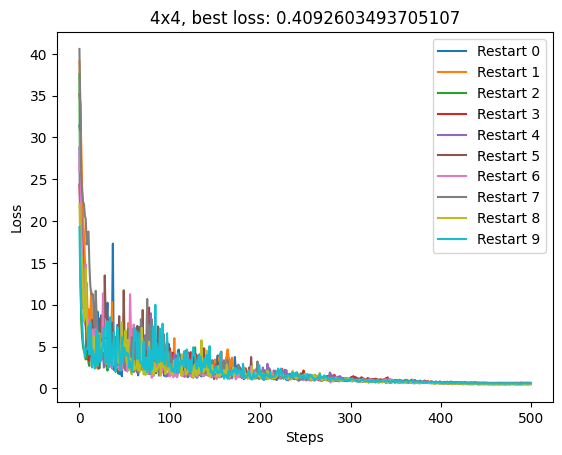 4x4, best loss: 0.4092603493705107
Loss
40
35
30
25
20
15
10
5
0
Restart 0
Restart 1
Restart 2
Restart 3
Restart 4
Restart 5
Restart 6
Restart 7
Restart 8
Restart 9
0 100 200 300 400 500
Steps